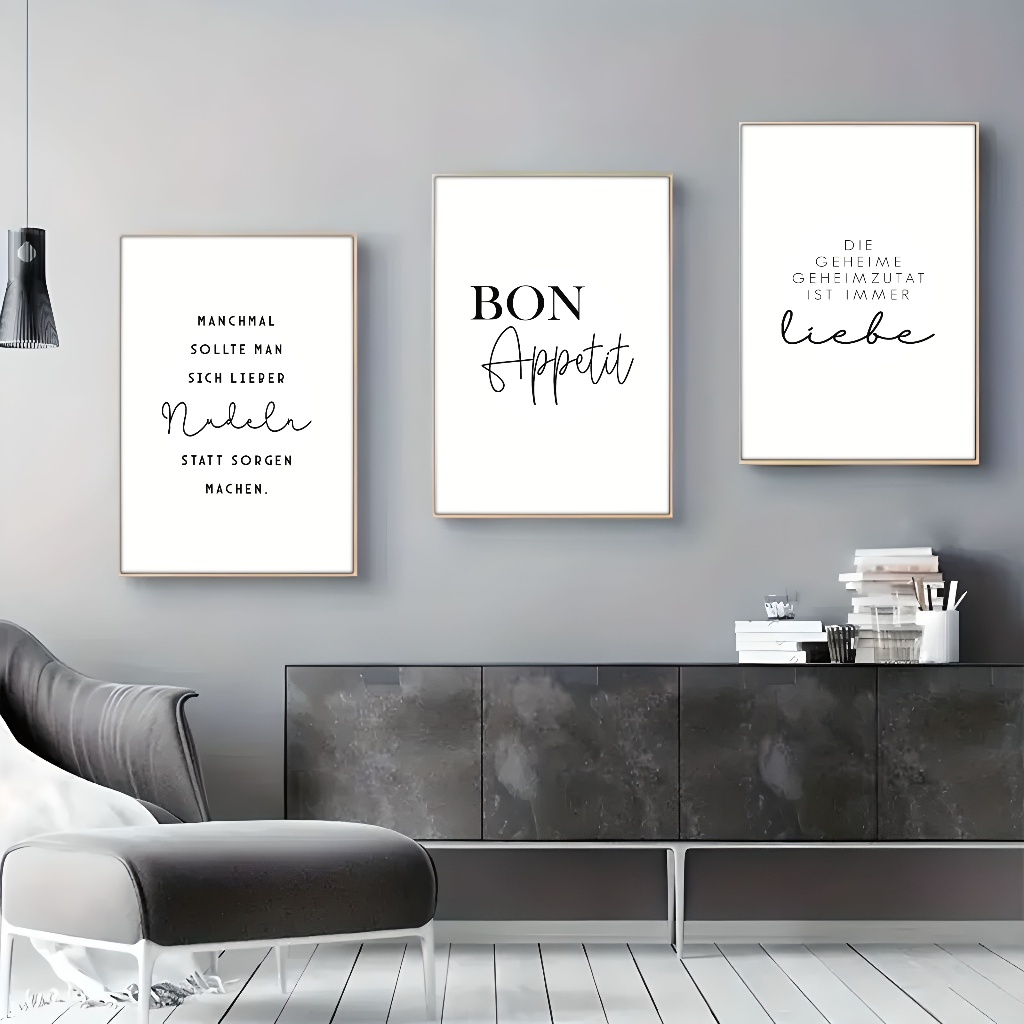 MANCHMAL
SOLLTE MAN
SICH LIEBER
Nudeln
STATT SORGEN
MACHEN.
BON
Appetit
DIE
GEHEIME
GEHEIMZUTAT
IST IMMER
liebe